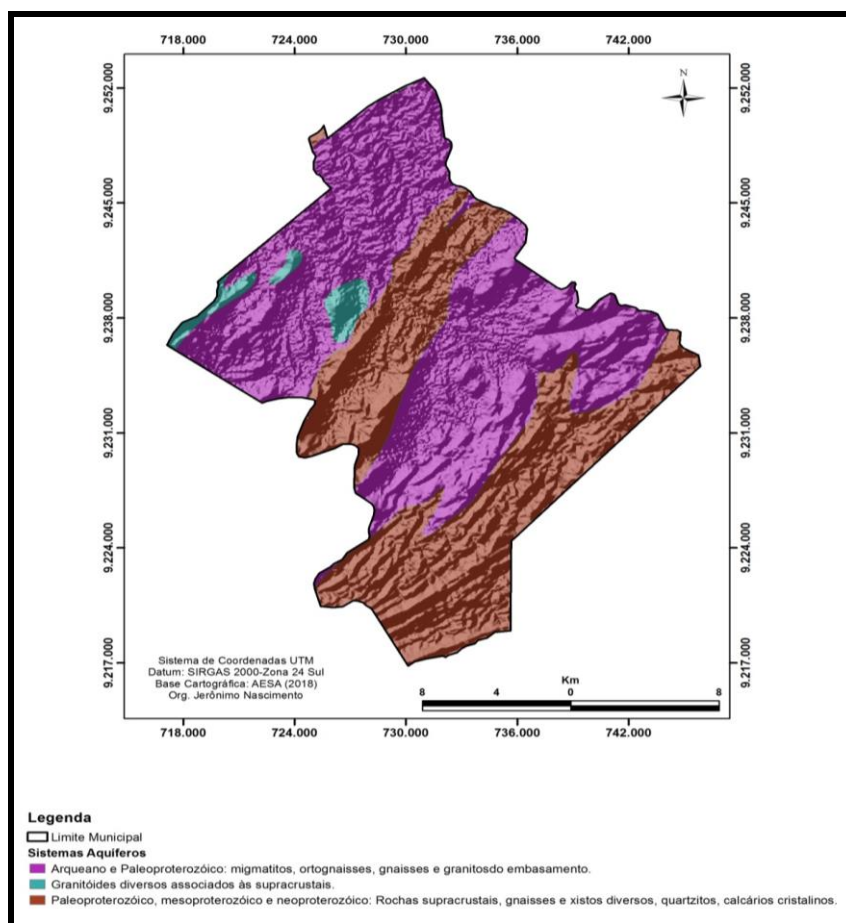 718.000 724.000 730.000 736.000 742.000
N
9.252.000 9.252.000
9.245.000 9.245.000
9.238.000 9.238.000
9.231.000 9.231.000
9.224.000 9.224.000
9.217.000 9.217.000
Sistema de Coordenadas UTM
Datum: SIRGAS 2000-Zona 24 Sul
Base Cartográfica: AESA (2018)
Org. Jerônimo Nascimento
Km
8 4 0 8
718.000 724.000 730.000 736.000 742.000
Legenda
Limite Municipal
Sistemas Aquíferos
Arqueano e Paleoproterozóico: migmatitos, ortognaisses, gnaisses e granitosdo embasamento.
Granitóides diversos associados às supracrustais.
Paleoproterozóico, mesoproterozóico e neoproterozóico: Rochas supracrustais, gnaisses e xistos diversos, quartzitos, calcários cristalinos.